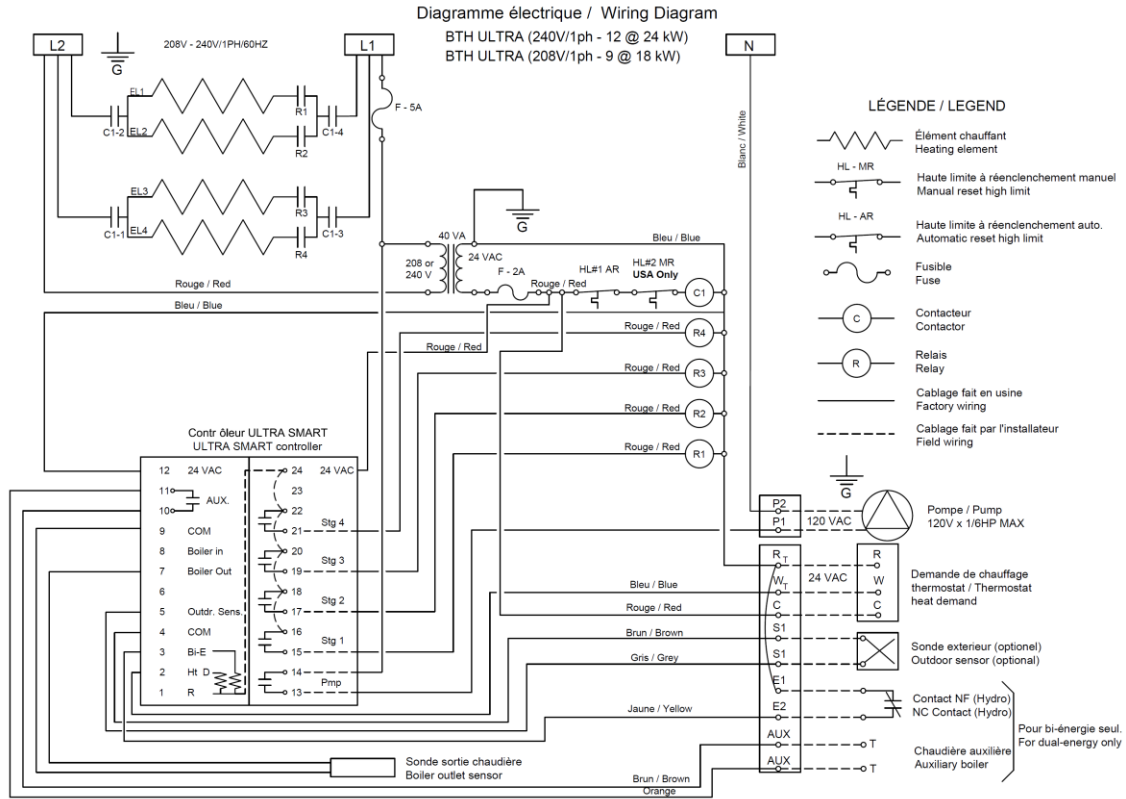 Diagramme électrique / Wiring Diagram
BTH ULTRA (240V/1ph - 12 @ 24 kW)
BTH ULTRA (208V/1ph - 9 @ 18 kW)
L2
G
208V - 240V/1PH/60HZ
L1
N
EL1
R1
C1-2
EL2
R2
C1-4
F - 5A
EL3
R3
C1-1
EL4
R4
C1-3
Blanc / White
G
40 VA
208 or
240 V
24 VAC
F - 2A
Bleu / Blue
HL#1 AR
HL#2 MR
USA Only
Rouge / Red
Rouge / Red
C1
Bleu / Blue
Rouge / Red
Rouge / Red
R4
Rouge / Red
R3
Rouge / Red
R2
Rouge / Red
R1
LÉGENDE / LEGEND
Élément chauffant
Heating element
HL - MR
Haute limite à réenclenchement manuel
Manual reset high limit
HL - AR
Haute limite à réenclenchement auto.
Automatic reset high limit
Fusible
Fuse
C
Contacteur
Contactor
R
Relais
Relay
Cablage fait en usine
Factory wiring
Cablage fait par l'installateur
Field wiring
Contr ôleur ULTRA SMART
ULTRA SMART controller
12 24 VAC
11
AUX.
10
9 COM
8 Boiler in
7 Boiler Out
6
5 Outdr. Sens.
4 COM
3 Bi-E
2 Ht D
1 R
24 24 VAC
23
22
Stg 4
21
20
Stg 3
19
18
Stg 2
17
16
Stg 1
15
14
Pmp
13
G
P2
P1
120 VAC
Pompe / Pump
120V x 1/6HP MAX
RT
WT
C
S1
S1
E1
E2
AUX
AUX
24 VAC
R
W
C
Demande de chauffage
thermostat / Thermostat
heat demand
Bleu / Blue
Rouge / Red
Brun / Brown
Gris / Grey
Jaune / Yellow
Sonde exterieur (optionel)
Outdoor sensor (optional)
Contact NF (Hydro)
NC Contact (Hydro)
Pour bi-énergie seul.
For dual-energy only
T
T
Chaudière auxilière
Auxiliary boiler
Sonde sortie chaudière
Boiler outlet sensor
Brun / Brown
Orange